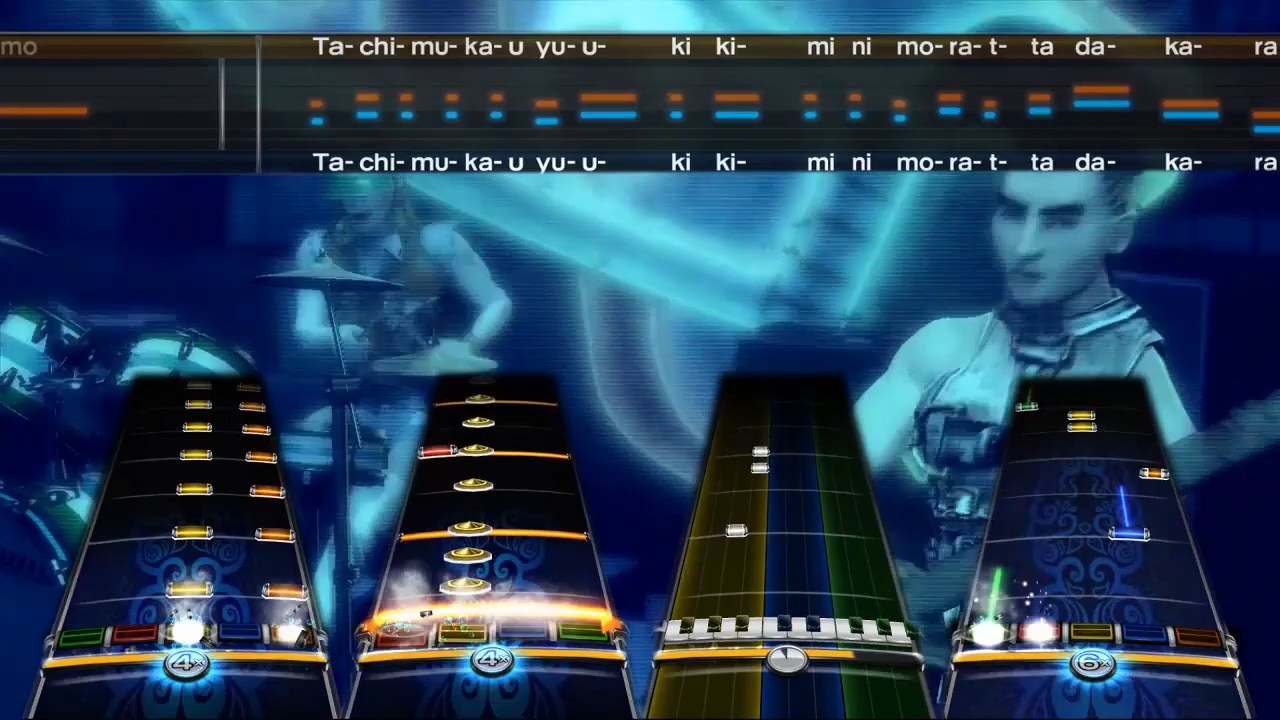 mo Ta- chi- mu- ka- u yu- u- ki ki- mi ni mo- ra- t- ta da- ka- ra
Ta- chi- mu- ka- u yu- u- ki ki- mi ni mo- ra- t- ta da- ka- ra
4x 4x 6x